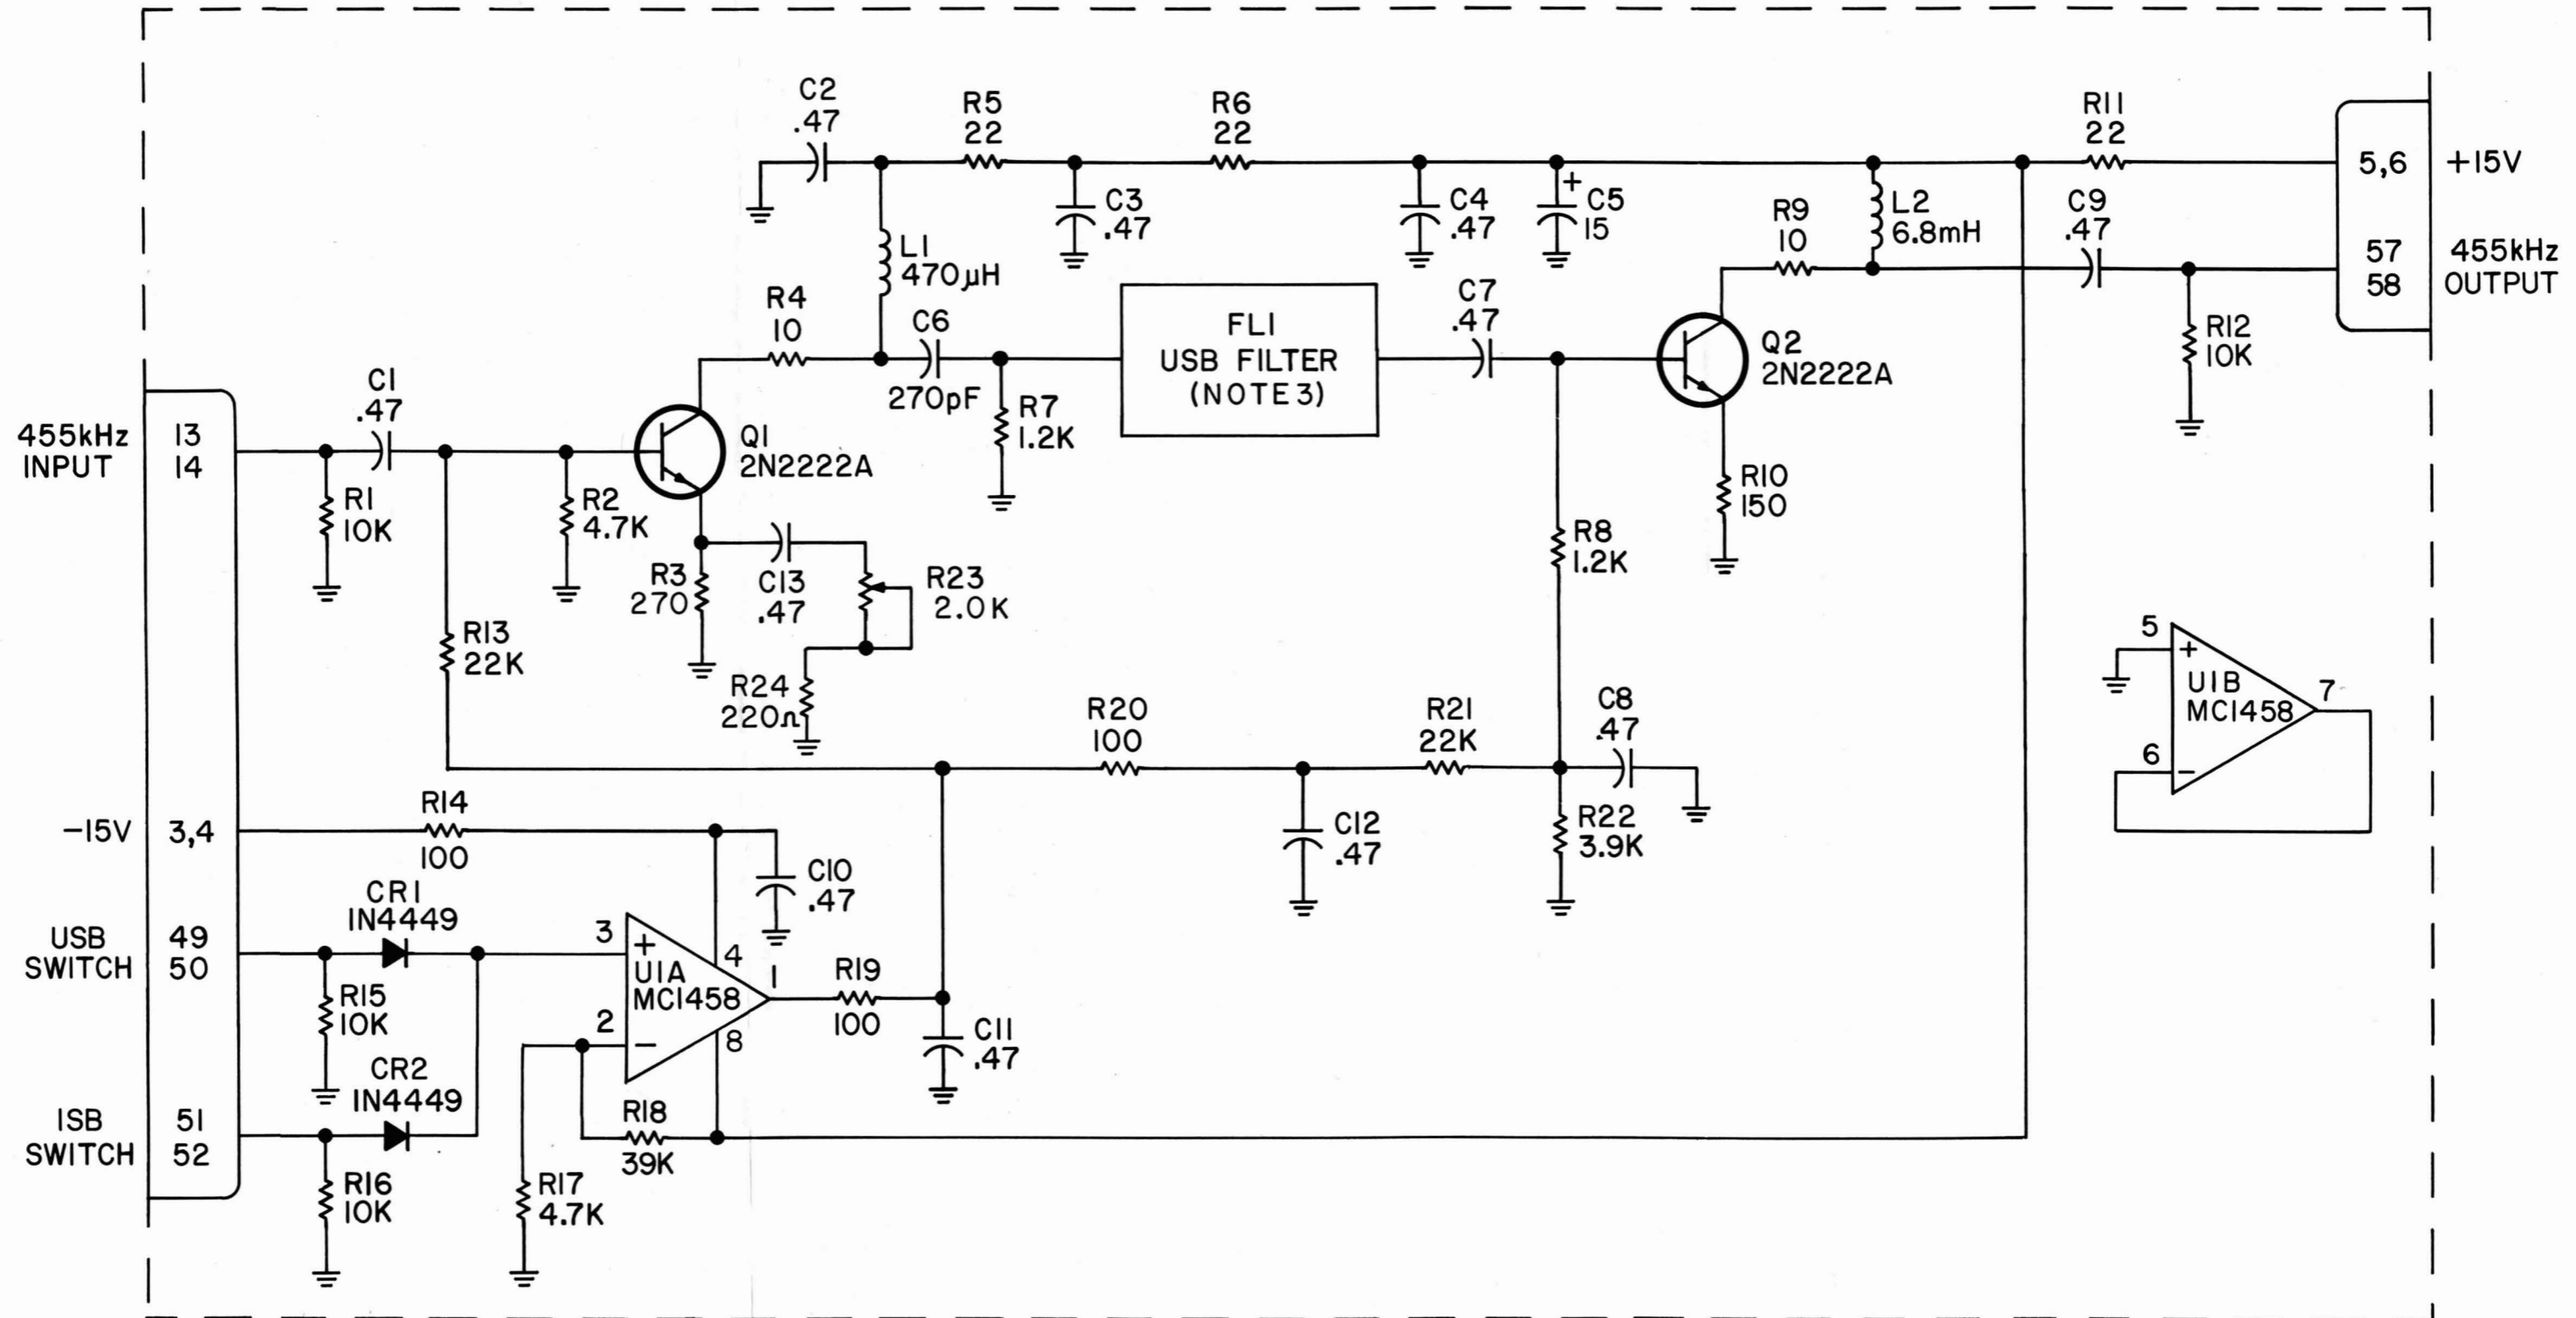 C2
.47
R5
22
R6
22
R11
22
5,6
+15V
C3
.47
C4
.47
+
C5
15
L2
6.8mH
R9
10
C9
.47
57
58
455kHz
OUTPUT
L1
470µH
R4
10
C6
270pF
R7
1.2K
FL1
USB FILTER
(NOTE 3)
C7
.47
Q2
2N2222A
R12
10K
455kHz
INPUT
13
14
C1
.47
R1
10K
R2
4.7K
Q1
2N2222A
R10
150
R8
1.2K
R3
270
C13
.47
R23
2.0K
R13
22K
R24
220Ω
R20
100
R21
22K
C8
.47
5
+
U1B
MC1458
7
6
−
−15V
3,4
R14
100
C12
.47
R22
3.9K
C10
.47
CR1
1N4449
USB
SWITCH
49
50
3
+
4
U1A
MC1458
1
R19
100
R15
10K
2
−
8
C11
.47
CR2
1N4449
ISB
SWITCH
51
52
R18
39K
R16
10K
R17
4.7K